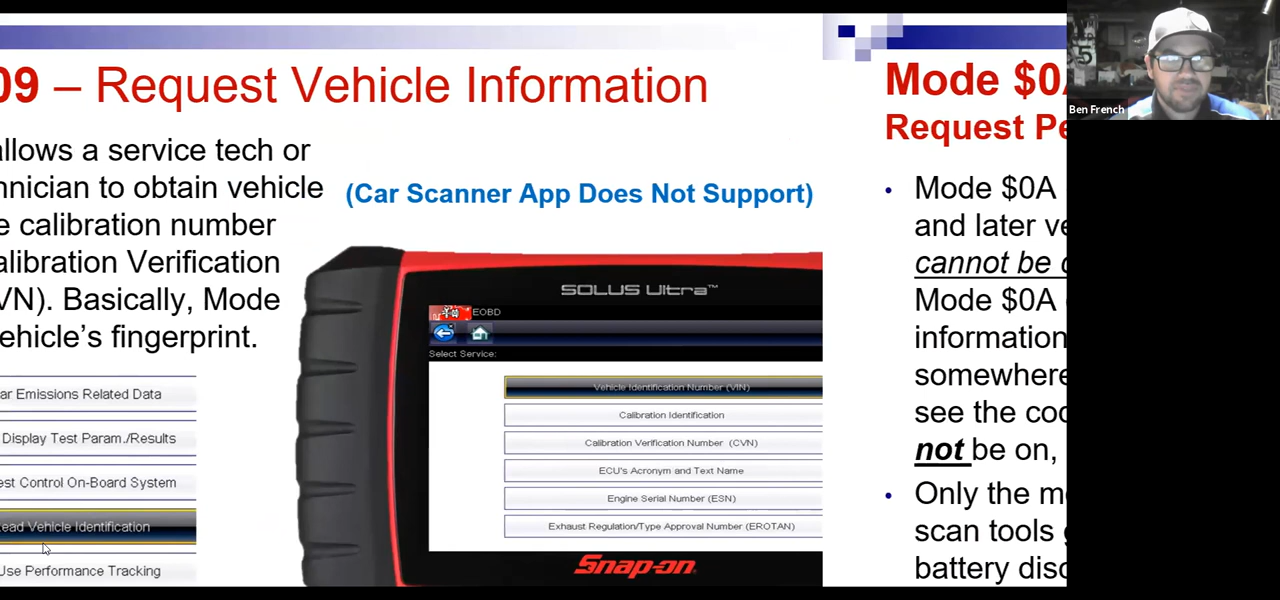 09 – Request Vehicle Information
allows a service tech or
hnician to obtain vehicle
e calibration number
alibration Verification
VN). Basically, Mode
ehicle's fingerprint.
(Car Scanner App Does Not Support)
ar Emissions Related Data
Display Test Param./Results
est Control On-Board System
ead Vehicle Identification
Use Performance Tracking
SOLUS Ultra™
EOBD
Select Service:
Vehicle Identification Number (VIN)
Calibration Identification
Calibration Verification Number (CVN)
ECU's Acronym and Text Name
Engine Serial Number (ESN)
Exhaust Regulation/Type Approval Number (EROTAN)
Snap-on
Mode $0A
Request Pe
• Mode $0A
and later ve
cannot be
Mode $0A
information
somewhere
see the co
not be on,
• Only the m
scan tools
battery disc
Ben French
5